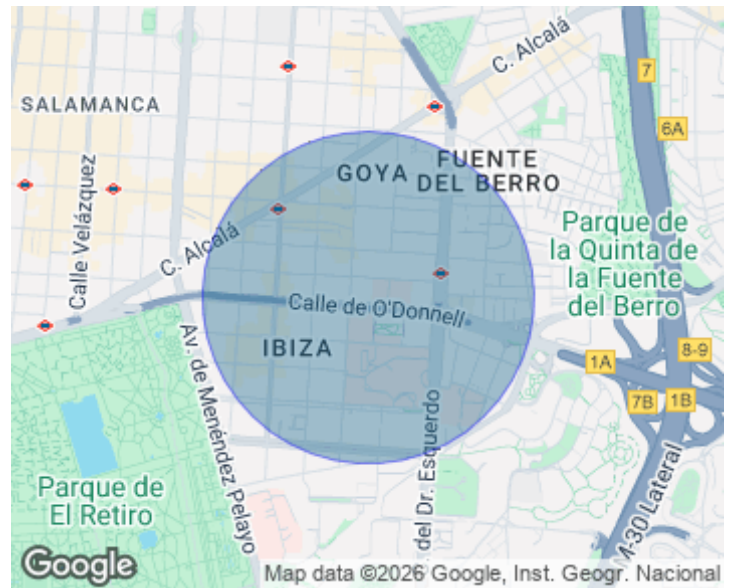 C. Alcalá
7
SALAMANCA
6A
GOYA
FUENTE
DEL BERRO
Calle Velázquez
C. Alcalá
Parque de
la Quinta de
la Fuente
del Berro
Calle de O'Donnell
IBIZA
Av. de Menéndez Pelayo
8-9
1A
7B
1B
del Dr. Esquerdo
M-30 Lateral
Parque de
El Retiro
Google
Map data ©2026 Google, Inst. Geogr. Nacional